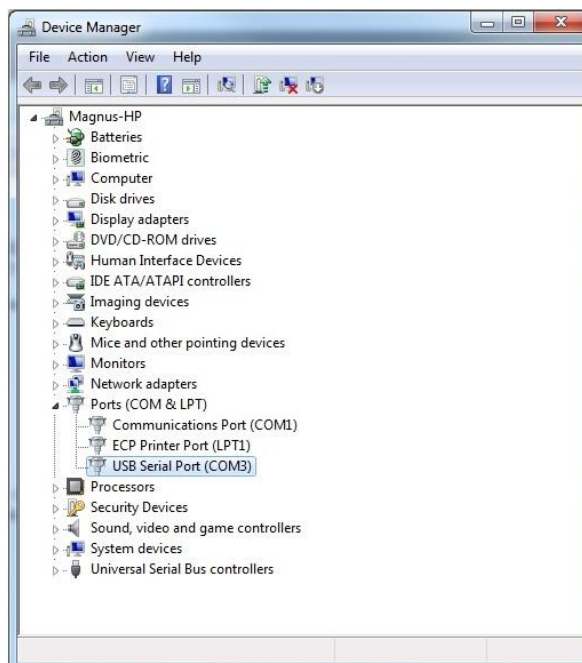 Device Manager
File Action View Help
Magnus-HP
Batteries
Biometric
Computer
Disk drives
Display adapters
DVD/CD-ROM drives
Human Interface Devices
IDE ATA/ATAPI controllers
Imaging devices
Keyboards
Mice and other pointing devices
Monitors
Network adapters
Ports (COM & LPT)
Communications Port (COM1)
ECP Printer Port (LPT1)
USB Serial Port (COM3)
Processors
Security Devices
Sound, video and game controllers
System devices
Universal Serial Bus controllers